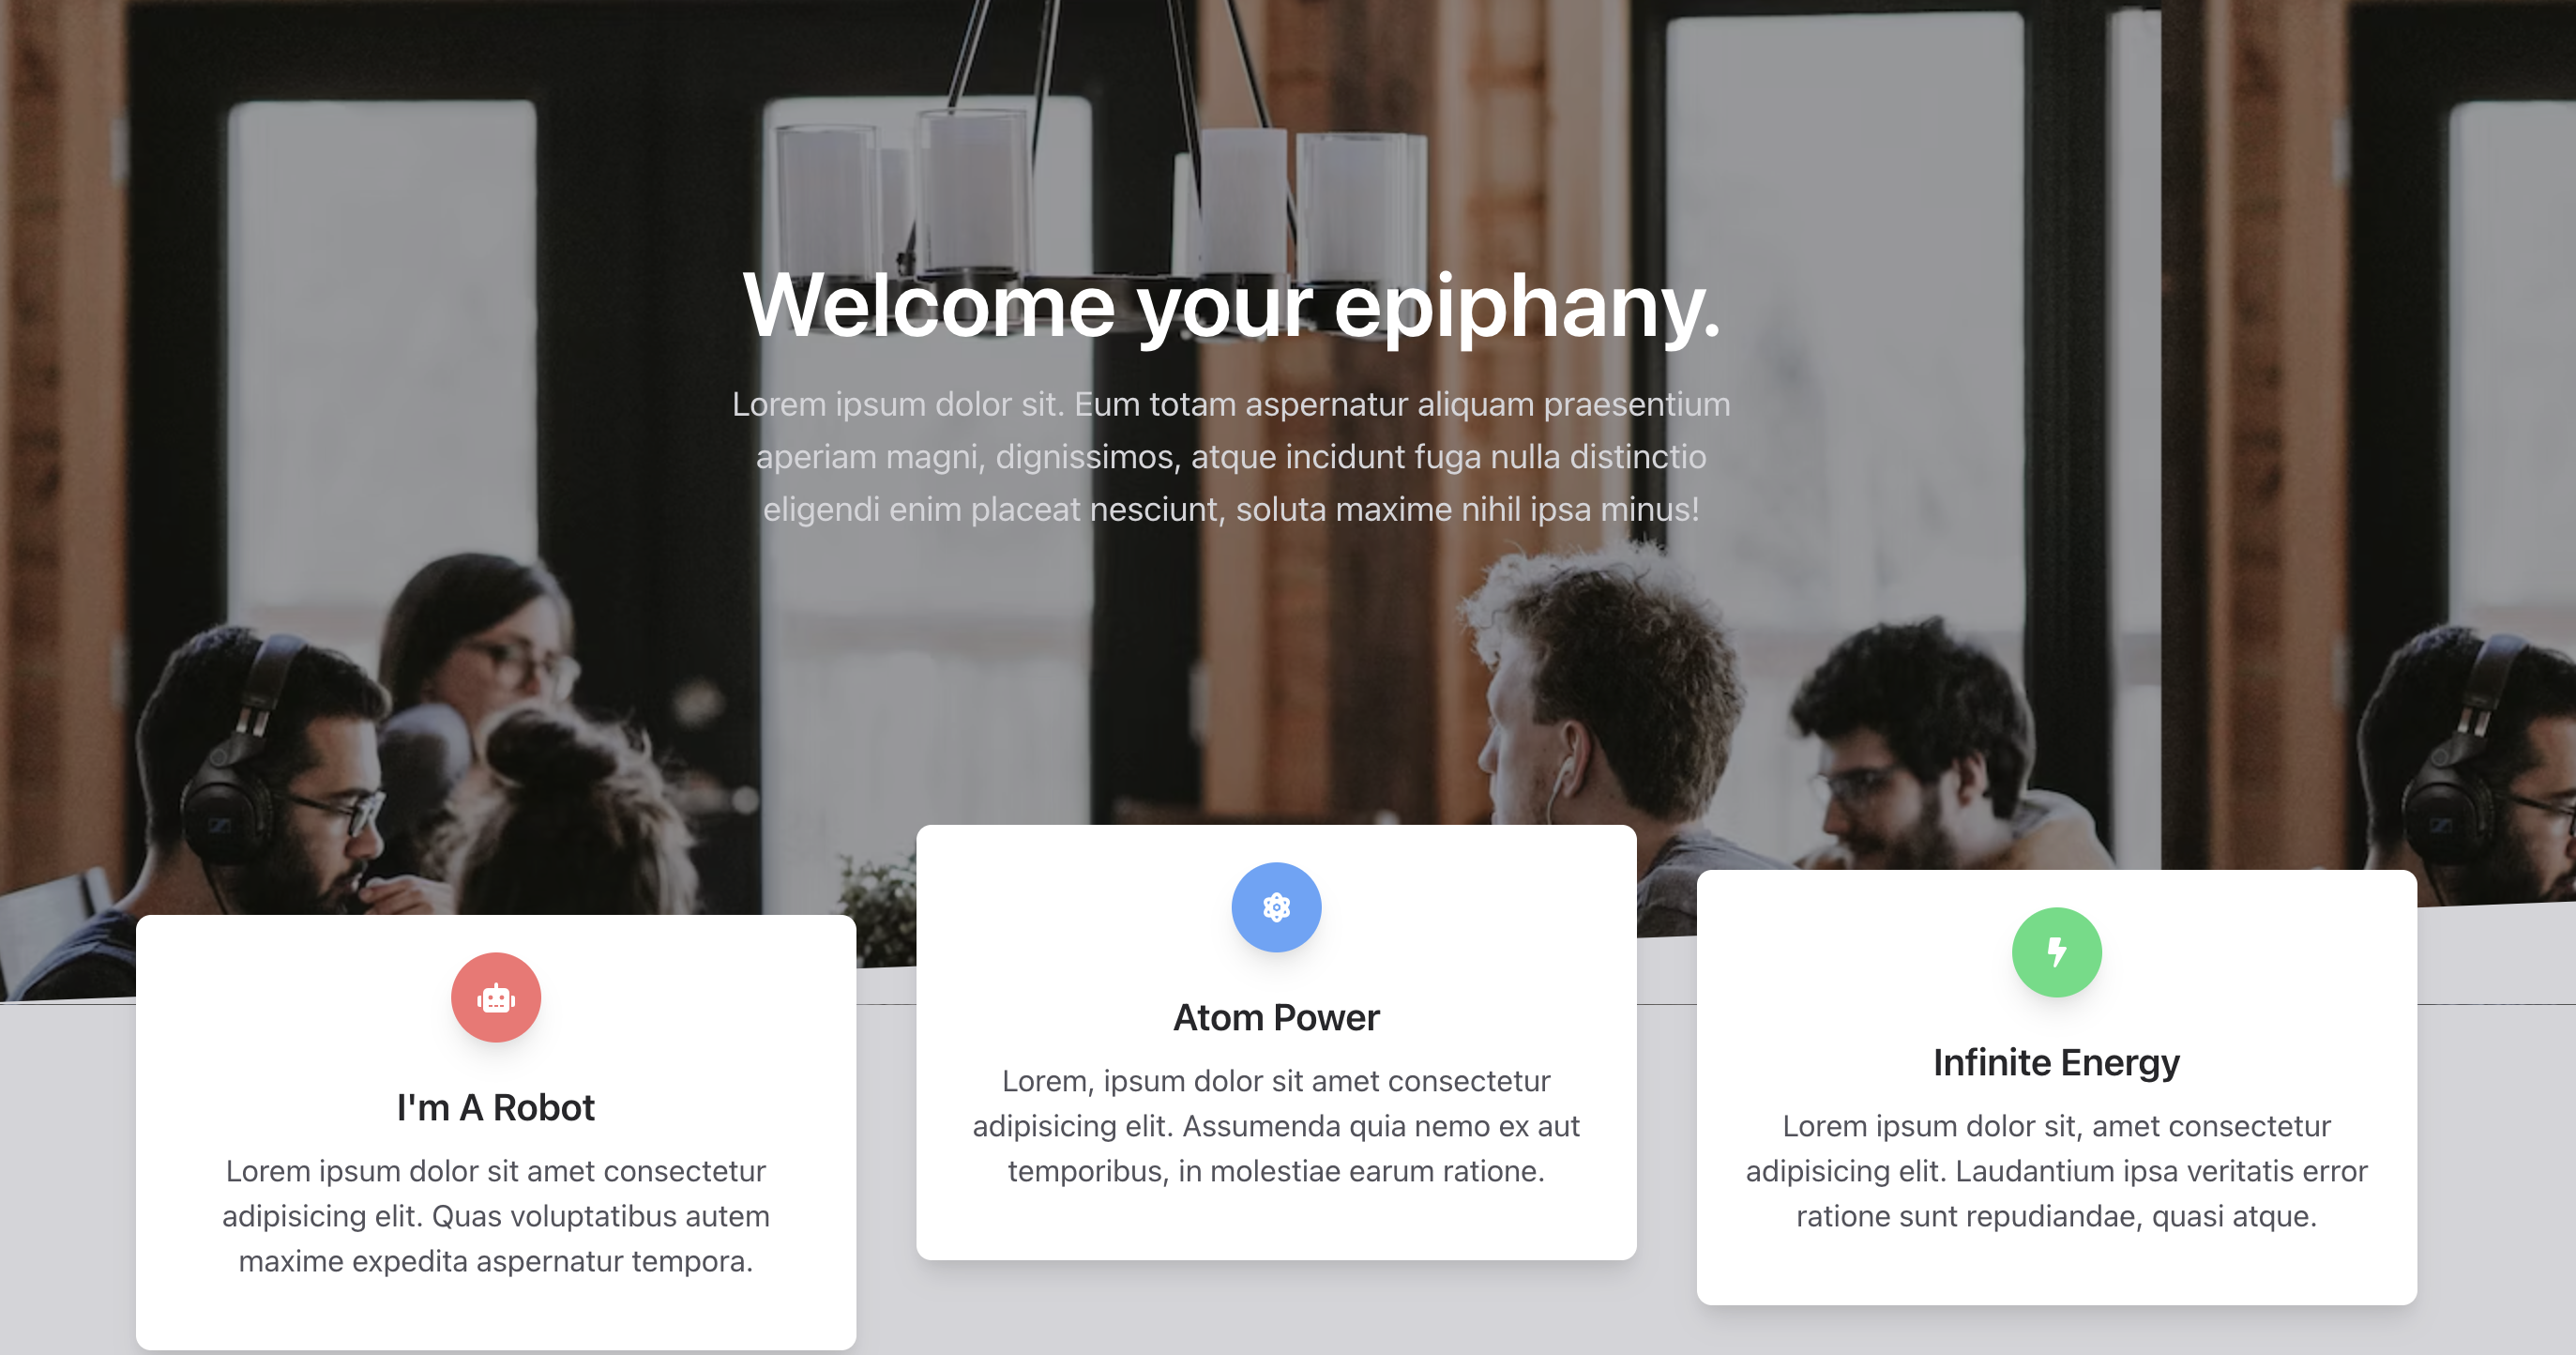 Welcome your epiphany.
Lorem ipsum dolor sit. Eum totam aspernatur aliquam praesentium
aperiam magni, dignissimos, atque incidunt fuga nulla distinctio
eligendi enim placeat nesciunt, soluta maxime nihil ipsa minus!
I'm A Robot
Lorem ipsum dolor sit amet consectetur
adipisicing elit. Quas voluptatibus autem
maxime expedita aspernatur tempora.
Atom Power
Lorem, ipsum dolor sit amet consectetur
adipisicing elit. Assumenda quia nemo ex aut
temporibus, in molestiae earum ratione.
Infinite Energy
Lorem ipsum dolor sit, amet consectetur
adipisicing elit. Laudantium ipsa veritatis error
ratione sunt repudiandae, quasi atque.